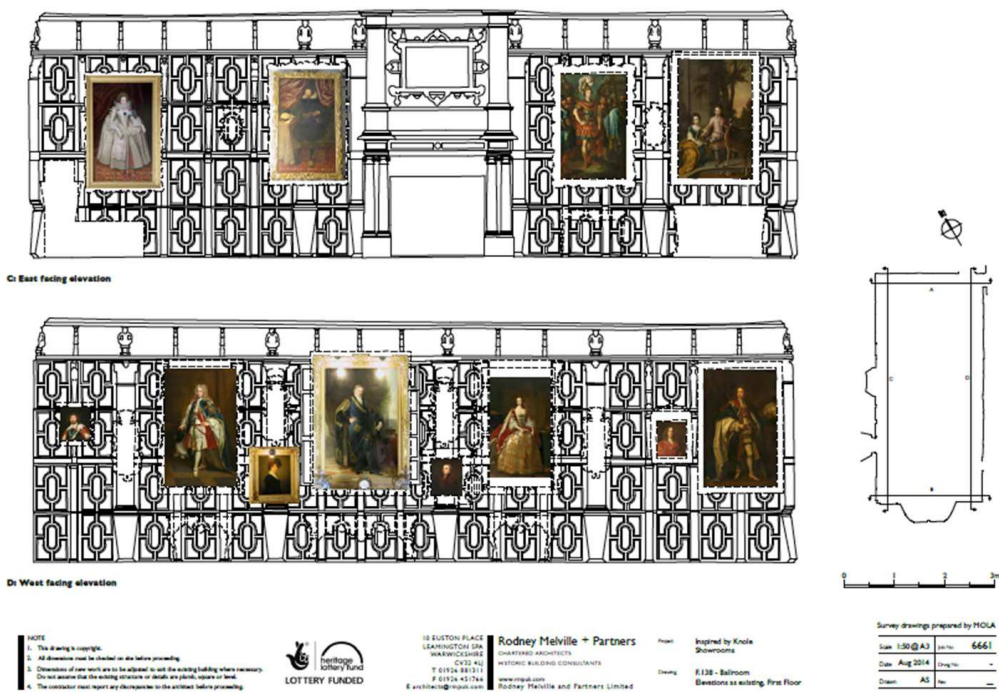 C: East facing elevation
A
C
D
B
D: West facing elevation
0 1 2 3m
NOTE
1. This drawing is copyright.
2. All dimensions must be checked on site before proceeding.
3. Dimensions of new work are to be adjusted to suit the existing building where necessary.
Do not assume that the existing structure or details are plumb, square or level.
4. The contractor must report any discrepancies to the architect before proceeding.
heritage
lottery fund
LOTTERY FUNDED
10 EUSTON PLACE
LEAMINGTON SPA
WARWICKSHIRE
CV32 4LJ
T 01926 881311
F 01926 451766
E architects@rmpuk.com
Rodney Melville + Partners
CHARTERED ARCHITECTS
HISTORIC BUILDING CONSULTANTS
www.rmpuk.com
Rodney Melville and Partners Limited
Project Inspired by Knole
Showrooms
Drawing F.138 - Ballroom
Elevations as existing, First Floor
Survey drawings prepared by MOLA
Scale 1:50@A3 Job No 6661
Date Aug 2014 Drwg No -
Drawn AS Rev